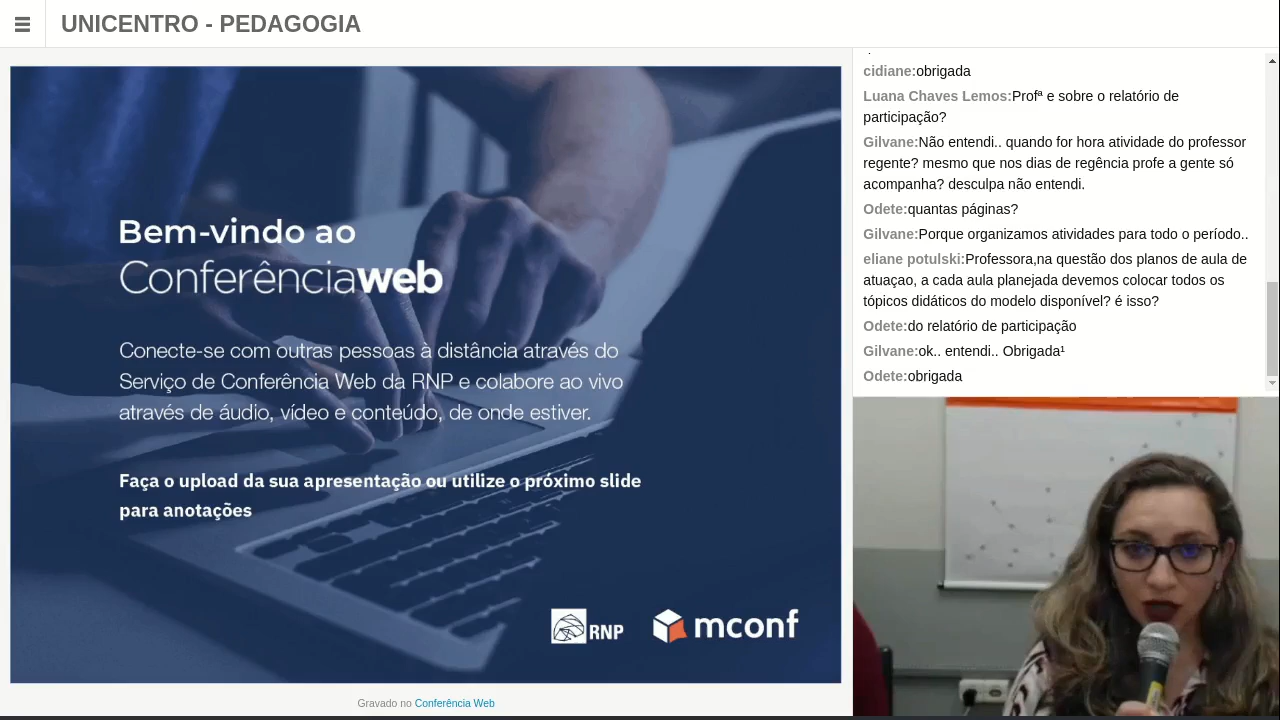 UNICENTRO - PEDAGOGIA
Bem-vindo ao
Conferênciaweb
Conecte-se com outras pessoas à distância através do
Serviço de Conferência Web da RNP e colabore ao vivo
através de áudio, vídeo e conteúdo, de onde estiver.
Faça o upload da sua apresentação ou utilize o próximo slide
para anotações
RNP
mconf
Gravado no Conferência Web
cidiane:obrigada
Luana Chaves Lemos:Profª e sobre o relatório de
participação?
Gilvane:Não entendi.. quando for hora atividade do professor
regente? mesmo que nos dias de regência profe a gente só
acompanha? desculpa não entendi.
Odete:quantas páginas?
Gilvane:Porque organizamos atividades para todo o período..
eliane potulski:Professora,na questão dos planos de aula de
atuaçao, a cada aula planejada devemos colocar todos os
tópicos didáticos do modelo disponível? é isso?
Odete:do relatório de participação
Gilvane:ok.. entendi.. Obrigada¹
Odete:obrigada